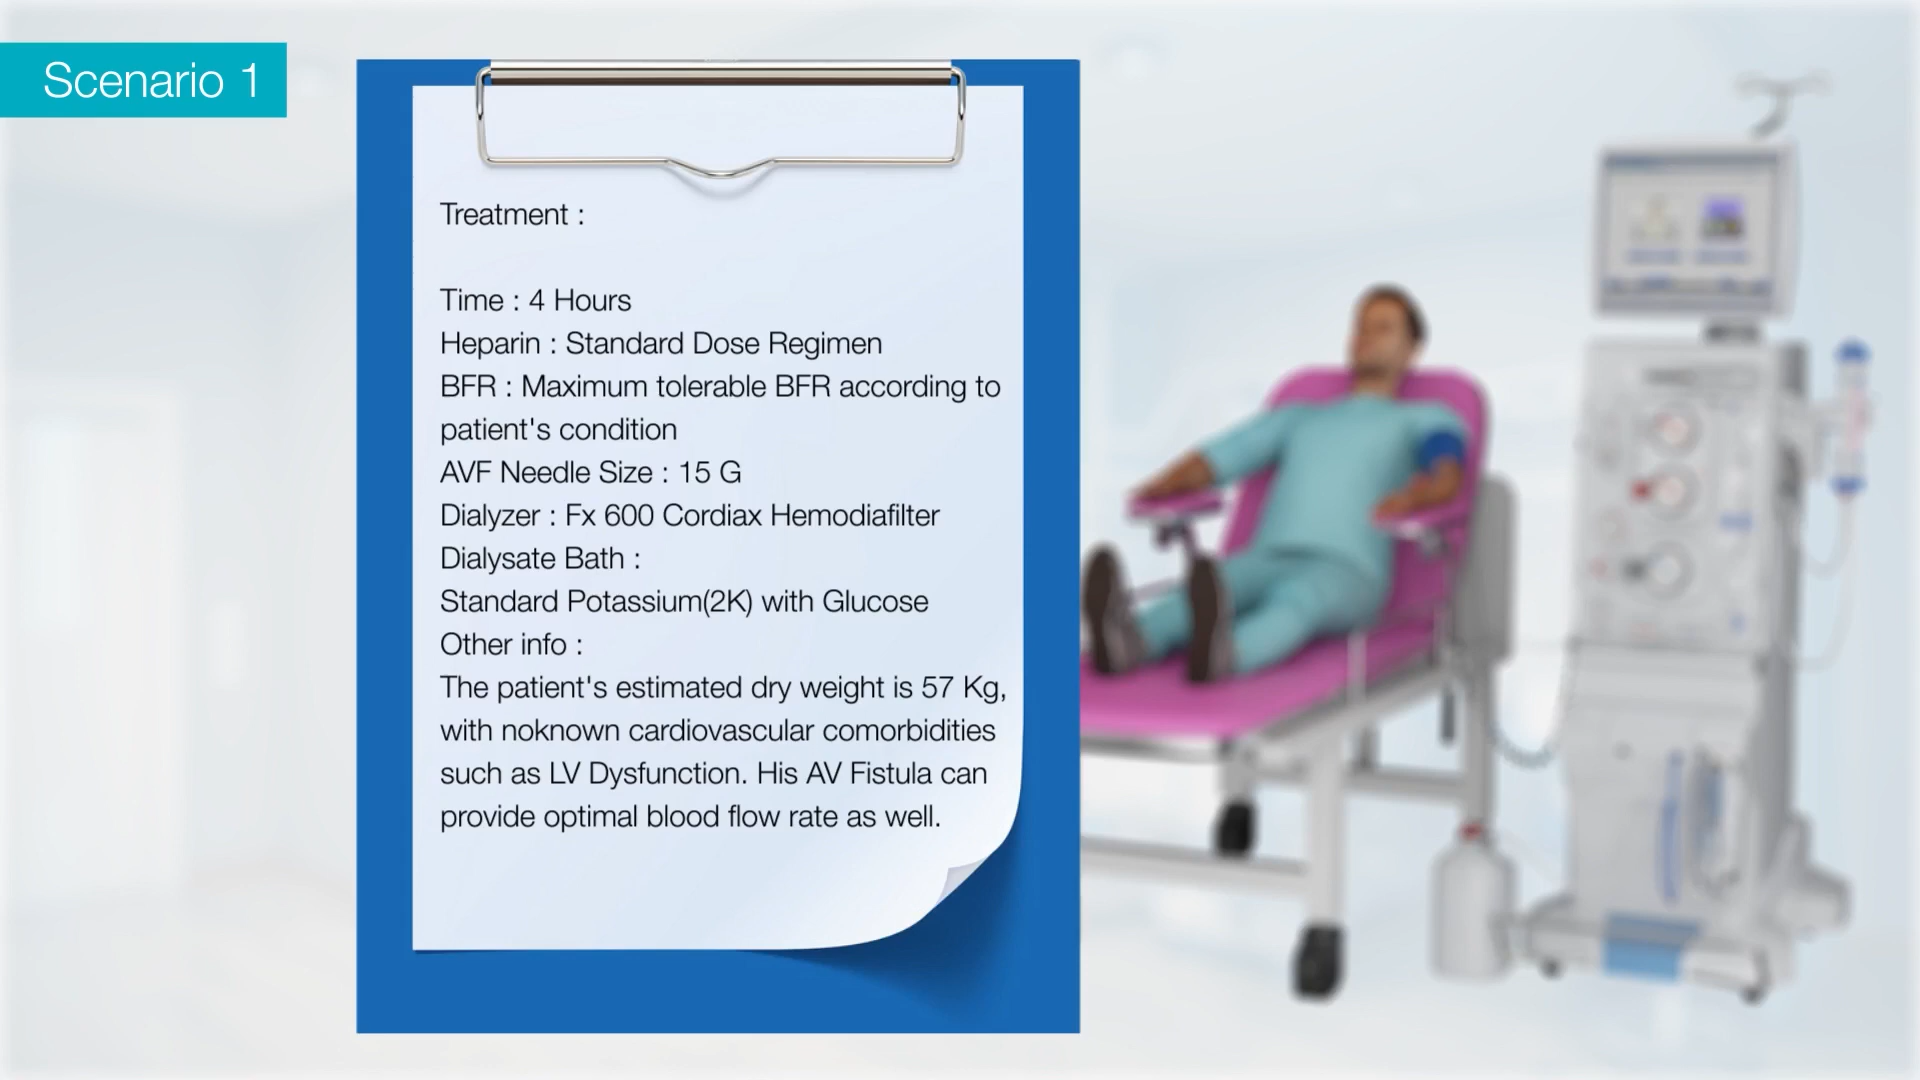 Scenario 1
Treatment :
Time : 4 Hours
Heparin : Standard Dose Regimen
BFR : Maximum tolerable BFR according to
patient's condition
AVF Needle Size : 15 G
Dialyzer : Fx 600 Cordiax Hemodiafilter
Dialysate Bath :
Standard Potassium(2K) with Glucose
Other info :
The patient's estimated dry weight is 57 Kg,
with noknown cardiovascular comorbidities
such as LV Dysfunction. His AV Fistula can
provide optimal blood flow rate as well.